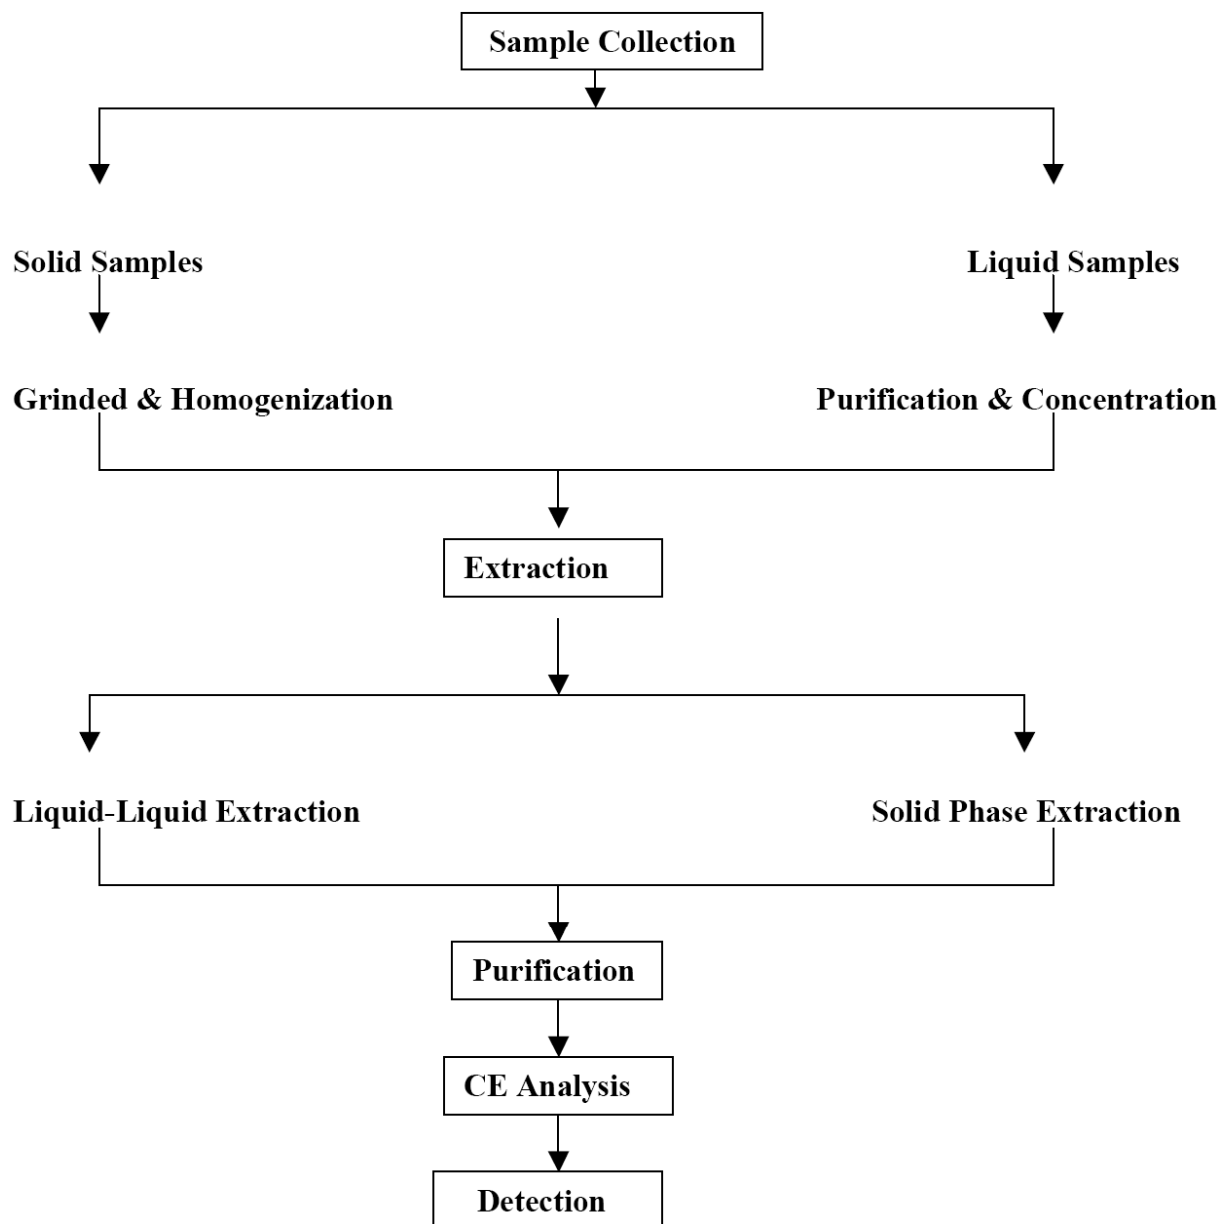 Sample Collection
Solid Samples
Liquid Samples
Grinded & Homogenization
Purification & Concentration
Extraction
Liquid-Liquid Extraction
Solid Phase Extraction
Purification
CE Analysis
Detection